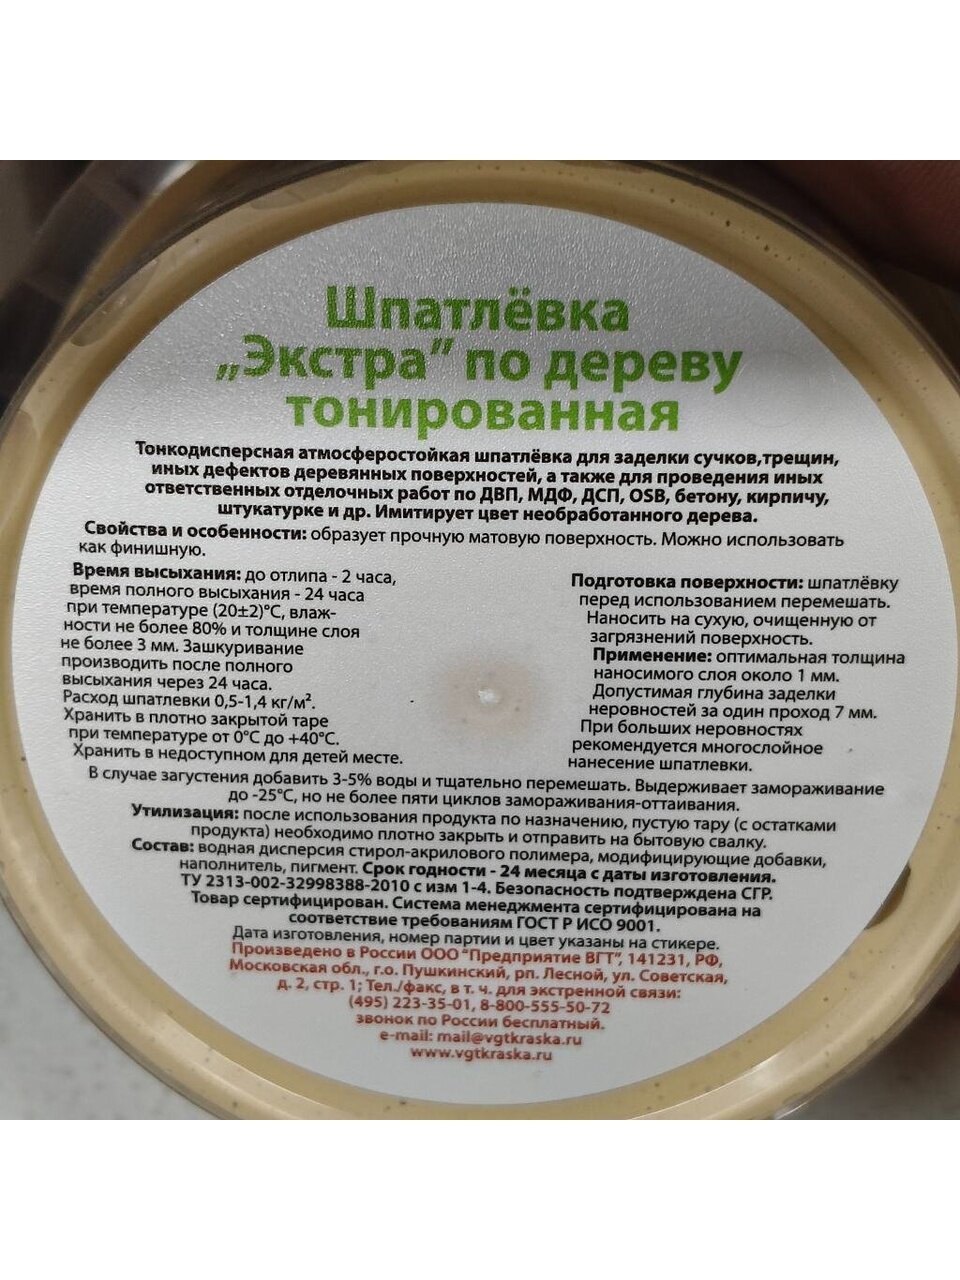 Шпатлёвка
„Экстра” по дереву
тонированная
Тонкодисперсная атмосферостойкая шпатлёвка для заделки сучков,трещин,
иных дефектов деревянных поверхностей, а также для проведения иных
ответственных отделочных работ по ДВП, МДФ, ДСП, OSB, бетону, кирпичу,
штукатурке и др. Имитирует цвет необработанного дерева.
Свойства и особенности: образует прочную матовую поверхность. Можно использовать
как финишную.
Время высыхания: до отлипа - 2 часа,
время полного высыхания - 24 часа
при температуре (20±2)°С, влаж-
ности не более 80% и толщине слоя
не более 3 мм. Зашкуривание
производить после полного
высыхания через 24 часа.
Расход шпатлевки 0,5-1,4 кг/м².
Хранить в плотно закрытой таре
при температуре от 0°С до +40°С.
Хранить в недоступном для детей месте.
Подготовка поверхности: шпатлёвку
перед использованием перемешать.
Наносить на сухую, очищенную от
загрязнений поверхность.
Применение: оптимальная толщина
наносимого слоя около 1 мм.
Допустимая глубина заделки
неровностей за один проход 7 мм.
При больших неровностях
рекомендуется многослойное
нанесение шпатлевки.
В случае загустения добавить 3-5% воды и тщательно перемешать. Выдерживает замораживание
до -25°С, но не более пяти циклов замораживания-оттаивания.
Утилизация: после использования продукта по назначению, пустую тару (с остатками
продукта) необходимо плотно закрыть и отправить на бытовую свалку.
Состав: водная дисперсия стирол-акрилового полимера, модифицирующие добавки,
наполнитель, пигмент. Срок годности - 24 месяца с даты изготовления.
ТУ 2313-002-32998388-2010 с изм 1-4. Безопасность подтверждена СГР.
Товар сертифицирован. Система менеджмента сертифицирована на
соответствие требованиям ГОСТ Р ИСО 9001.
Дата изготовления, номер партии и цвет указаны на стикере.
Произведено в России ООО "Предприятие ВГТ", 141231, РФ,
Московская обл., г.о. Пушкинский, рп. Лесной, ул. Советская,
д. 2, стр. 1; Тел./факс, в т. ч. для экстренной связи:
(495) 223-35-01, 8-800-555-50-72
звонок по России бесплатный.
e-mail: mail@vgtkraska.ru
www.vgtkraska.ru